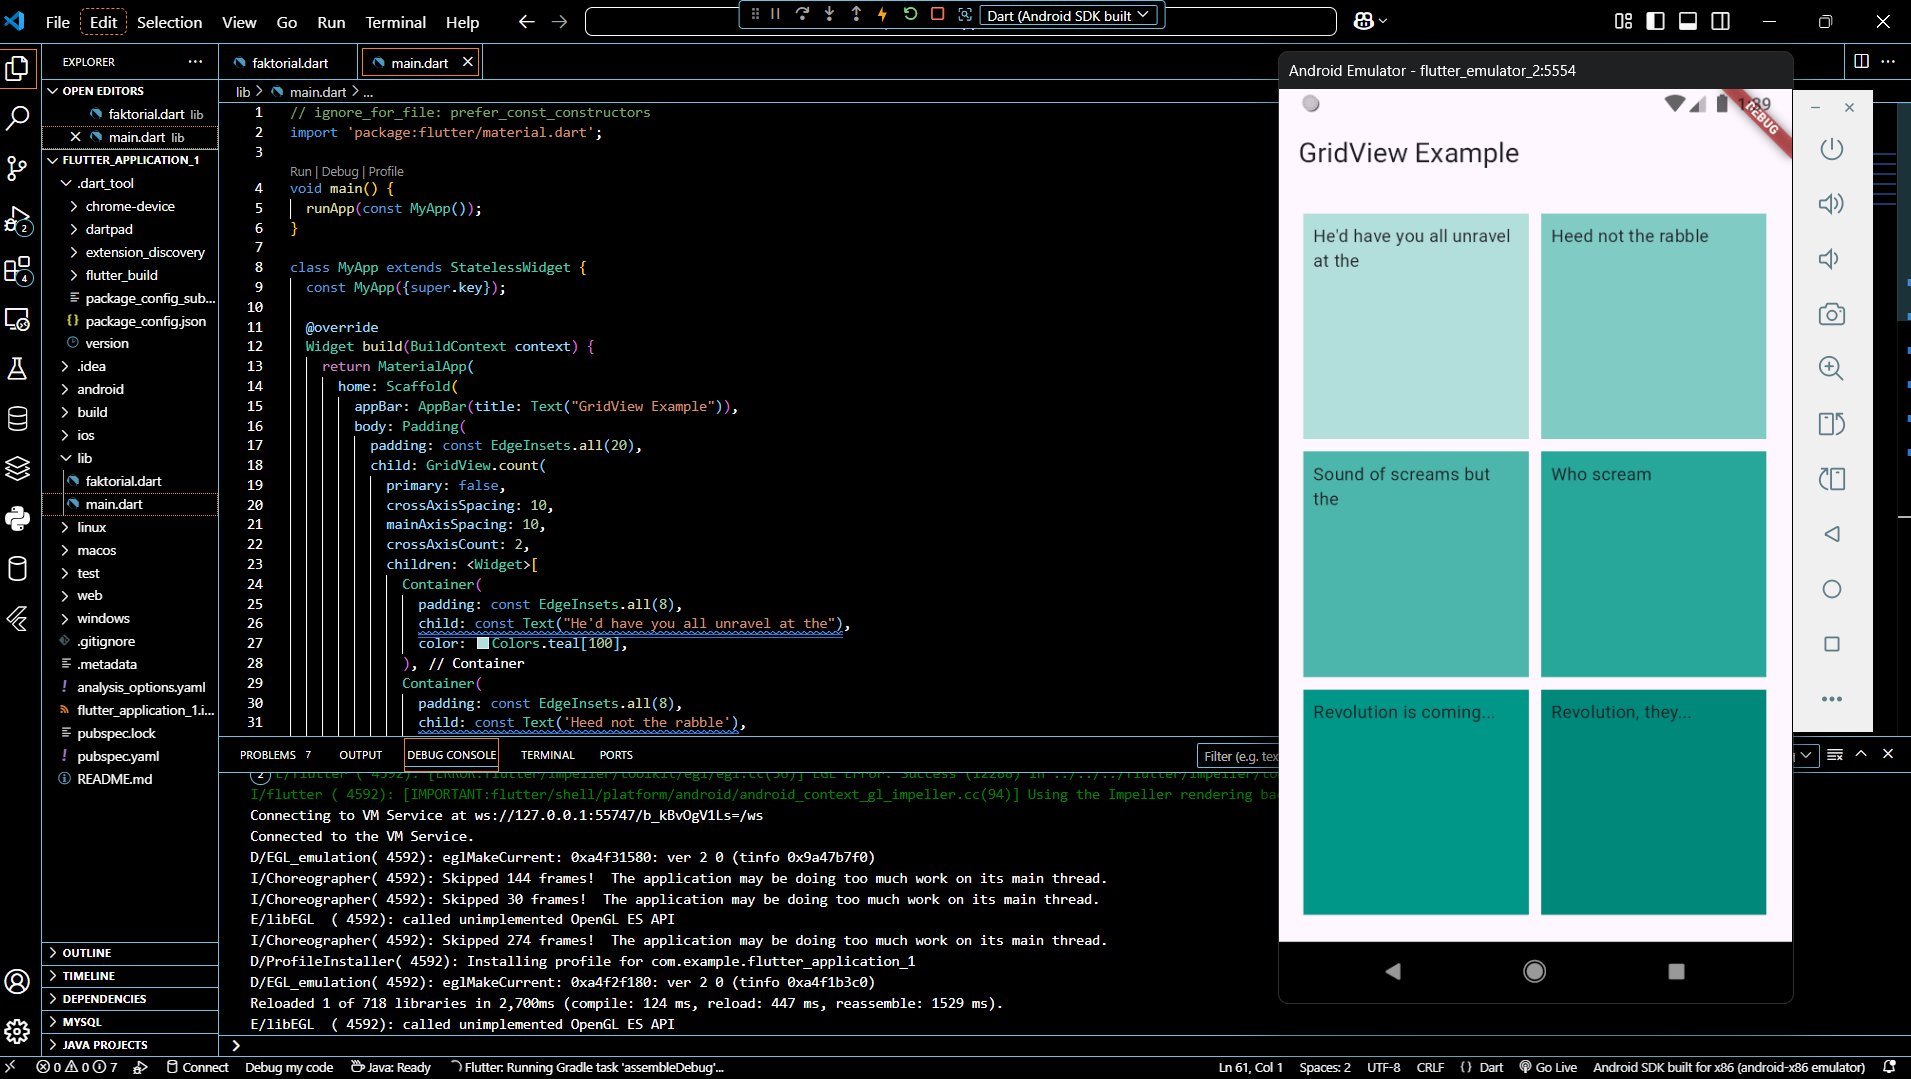 File Edit Selection View Go Run Terminal Help
Dart (Android SDK built
EXPLORER
OPEN EDITORS
faktorial.dart lib
main.dart lib
FLUTTER_APPLICATION_1
.dart_tool
chrome-device
dartpad
extension_discovery
flutter_build
package_config_sub...
package_config.json
version
.idea
android
build
ios
lib
faktorial.dart
main.dart
linux
macos
test
web
windows
.gitignore
.metadata
analysis_options.yaml
flutter_application_1.i...
pubspec.lock
pubspec.yaml
README.md
OUTLINE
TIMELINE
DEPENDENCIES
MYSQL
JAVA PROJECTS
2
4
faktorial.dart
main.dart
lib > main.dart > ...
1 // ignore_for_file: prefer_const_constructors
2 import 'package:flutter/material.dart';
3
Run | Debug | Profile
4 void main() {
5 runApp(const MyApp());
6 }
7
8 class MyApp extends StatelessWidget {
9 const MyApp({super.key});
10
11 @override
12 Widget build(BuildContext context) {
13 return MaterialApp(
14 home: Scaffold(
15 appBar: AppBar(title: Text("GridView Example")),
16 body: Padding(
17 padding: const EdgeInsets.all(20),
18 child: GridView.count(
19 primary: false,
20 crossAxisSpacing: 10,
21 mainAxisSpacing: 10,
22 crossAxisCount: 2,
23 children: <Widget>[
24 Container(
25 padding: const EdgeInsets.all(8),
26 child: const Text("He'd have you all unravel at the"),
27 color: Colors.teal[100],
28 ), // Container
29 Container(
30 padding: const EdgeInsets.all(8),
31 child: const Text('Heed not the rabble'),
PROBLEMS 7 OUTPUT DEBUG CONSOLE TERMINAL PORTS
Filter (e.g. tex
2 E/flutter ( 4592): [ERROR:flutter/impeller/toolkit/egl/egl.cc(56)] EGL Error: Success (12288) in ../../../flutter/impeller/to
I/flutter ( 4592): [IMPORTANT:flutter/shell/platform/android/android_context_gl_impeller.cc(94)] Using the Impeller rendering ba
Connecting to VM Service at ws://127.0.0.1:55747/b_kBvOgV1Ls=/ws
Connected to the VM Service.
D/EGL_emulation( 4592): eglMakeCurrent: 0xa4f31580: ver 2 0 (tinfo 0x9a47b7f0)
I/Choreographer( 4592): Skipped 144 frames!  The application may be doing too much work on its main thread.
I/Choreographer( 4592): Skipped 30 frames!  The application may be doing too much work on its main thread.
E/libEGL  ( 4592): called unimplemented OpenGL ES API
I/Choreographer( 4592): Skipped 274 frames!  The application may be doing too much work on its main thread.
D/ProfileInstaller( 4592): Installing profile for com.example.flutter_application_1
D/EGL_emulation( 4592): eglMakeCurrent: 0xa4f2f180: ver 2 0 (tinfo 0xa4f1b3c0)
Reloaded 1 of 718 libraries in 2,700ms (compile: 124 ms, reload: 447 ms, reassemble: 1529 ms).
E/libEGL  ( 4592): called unimplemented OpenGL ES API
Android Emulator - flutter_emulator_2:5554
DEBUG
GridView Example
He'd have you all unravel
at the
Heed not the rabble
Sound of screams but
the
Who scream
Revolution is coming...
Revolution, they...
0 0 7 Connect Debug my code Java: Ready Flutter: Running Gradle task 'assembleDebug'...
Ln 61, Col 1 Spaces: 2 UTF-8 CRLF {} Dart Go Live Android SDK built for x86 (android-x86 emulator)